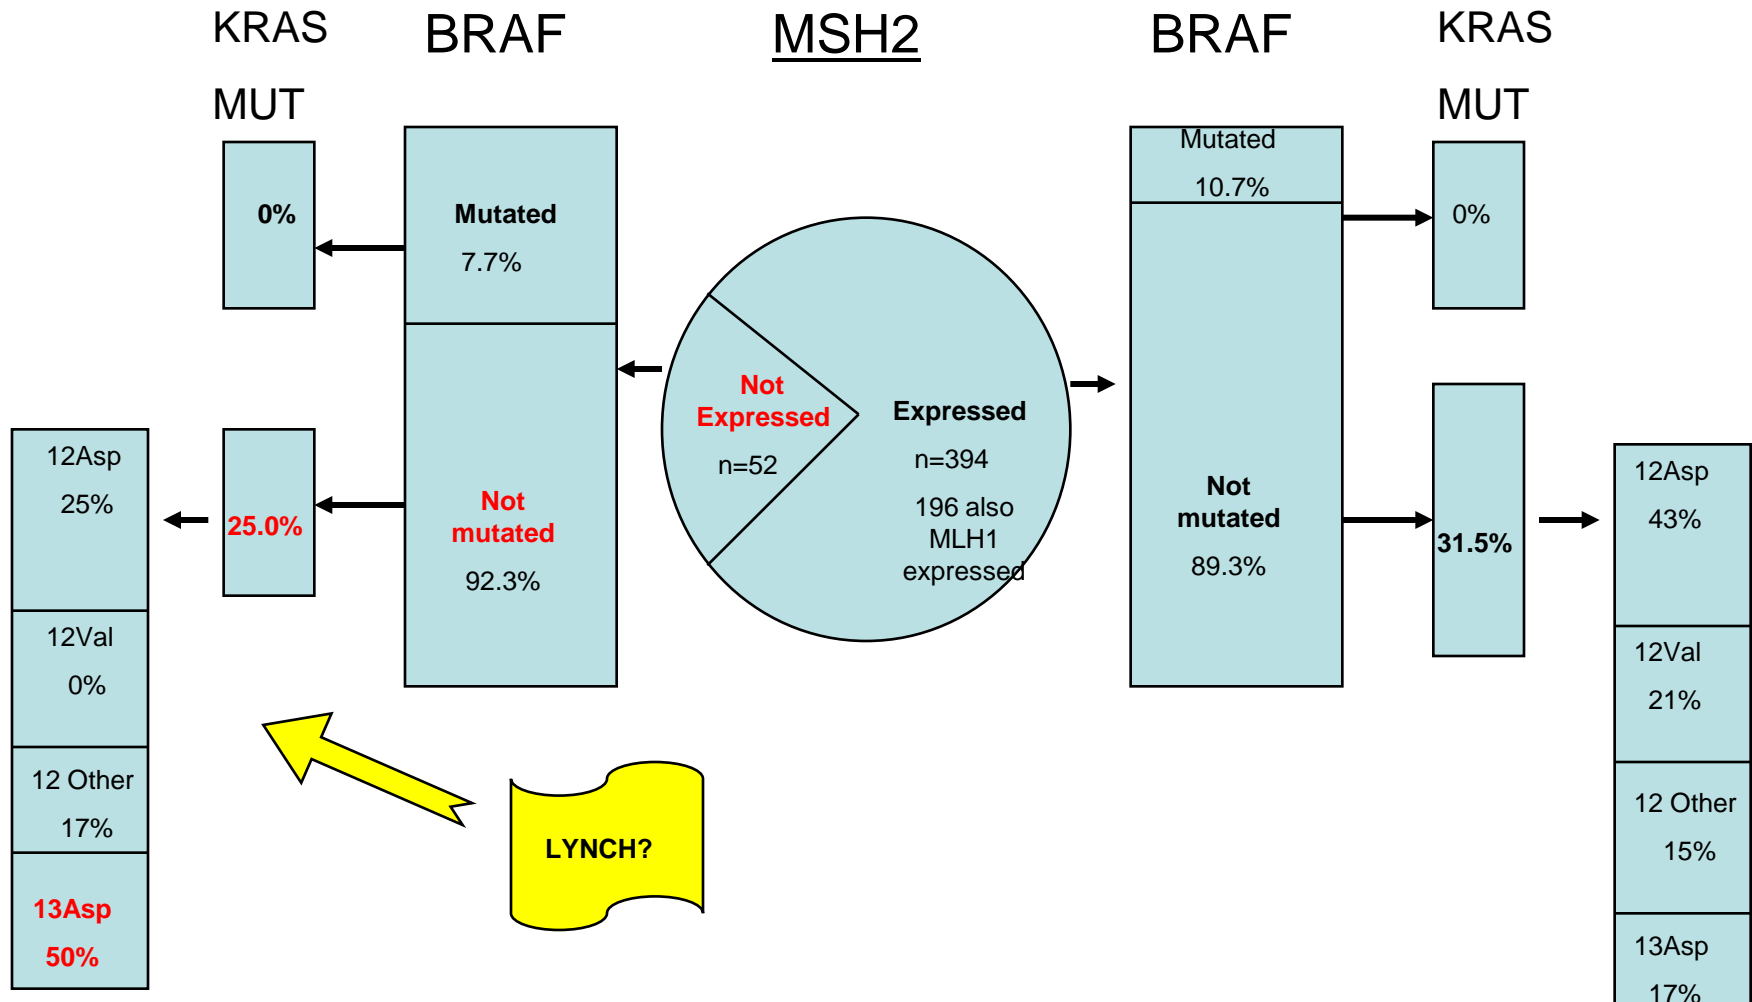 KRAS
MUT
BRAF
MSH2
BRAF
KRAS
MUT
0%
Mutated
7.7%
Not
mutated
92.3%
25.0%
12Asp
25%
12Val
0%
12 Other
17%
13Asp
50%
Not
Expressed
n=52
Expressed
n=394
196 also
MLH1
expressed
Mutated
10.7%
Not
mutated
89.3%
0%
31.5%
12Asp
43%
12Val
21%
12 Other
15%
13Asp
17%
LYNCH?